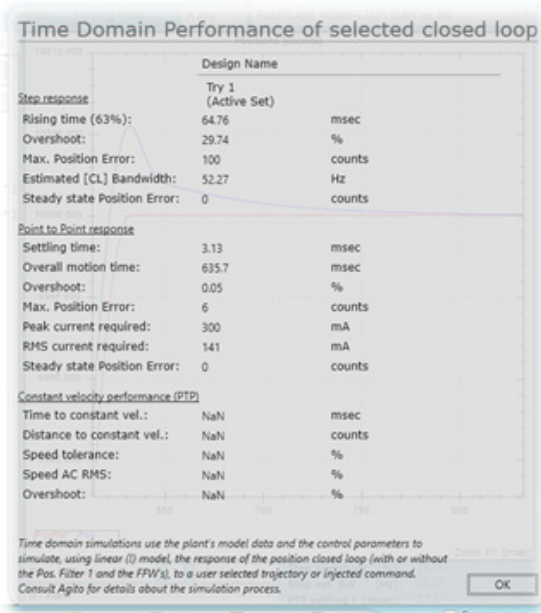 Time Domain Performance of selected closed loop
Design Name
Step response
Try 1
(Active Set)
Rising time (63%): 64.76 msec
Overshoot: 29.74 %
Max. Position Error: 100 counts
Estimated [CL] Bandwidth: 52.27 Hz
Steady state Position Error: 0 counts
Point to Point response
Settling time: 3.13 msec
Overall motion time: 635.7 msec
Overshoot: 0.05 %
Max. Position Error: 6 counts
Peak current required: 300 mA
RMS current required: 141 mA
Steady state Position Error: 0 counts
Constant velocity performance (PTP)
Time to constant vel.: NaN msec
Distance to constant vel.: NaN counts
Speed tolerance: NaN %
Speed AC RMS: NaN %
Overshoot: NaN %
700
Time domain simulations use the plant's model data and the control parameters to
simulate, using linear (!) model, the response of the position closed loop (with or without
the Pos. Filter 1 and the FFW's), to a user selected trajectory or injected command.
Consult Agito for details about the simulation process.
OK